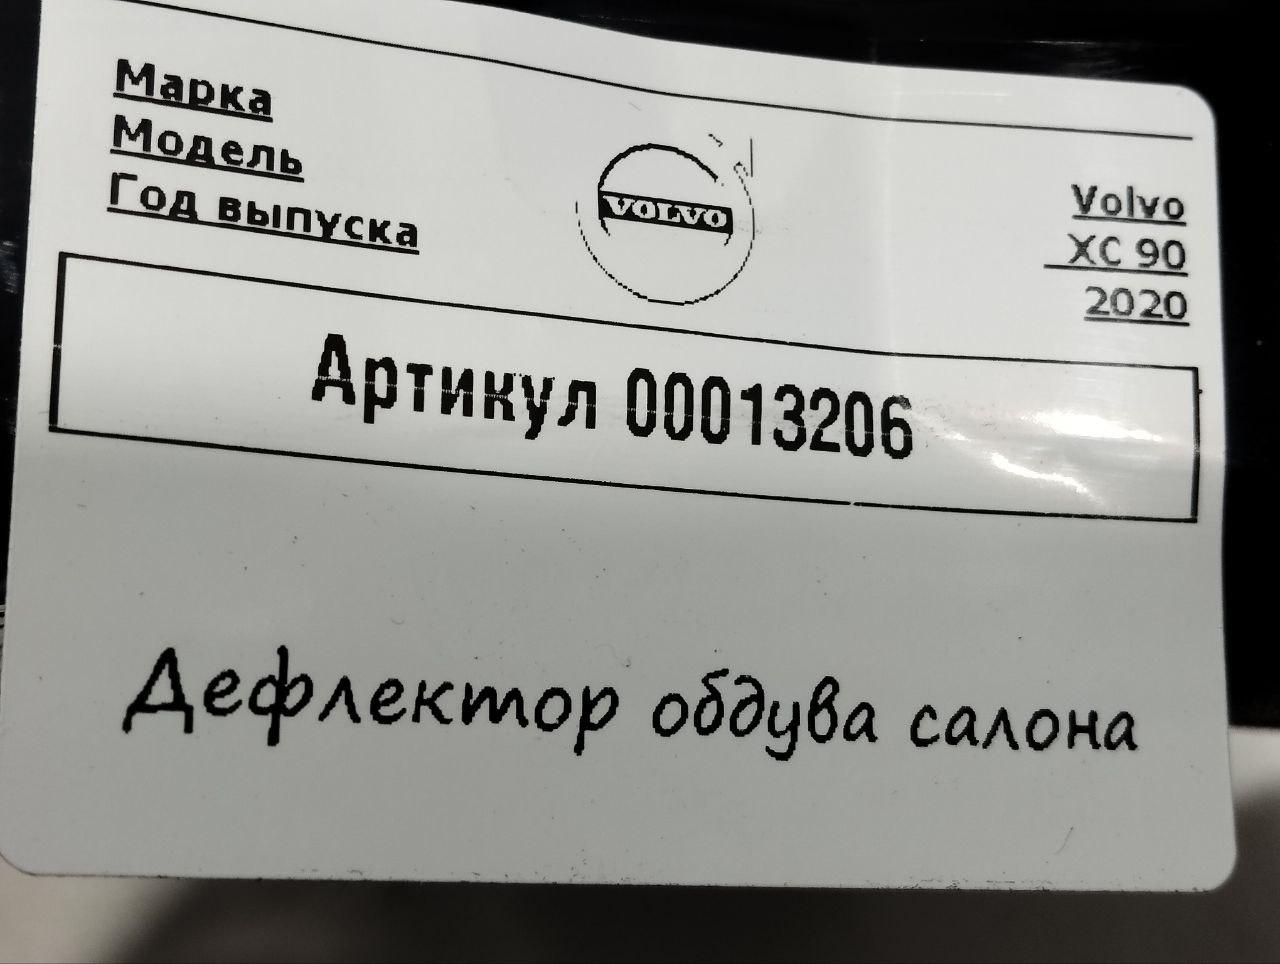 Марка
Модель
Год выпуска
VOLVO
Volvo
XC 90
2020
Артикул 00013206
Дефлектор обдува салона